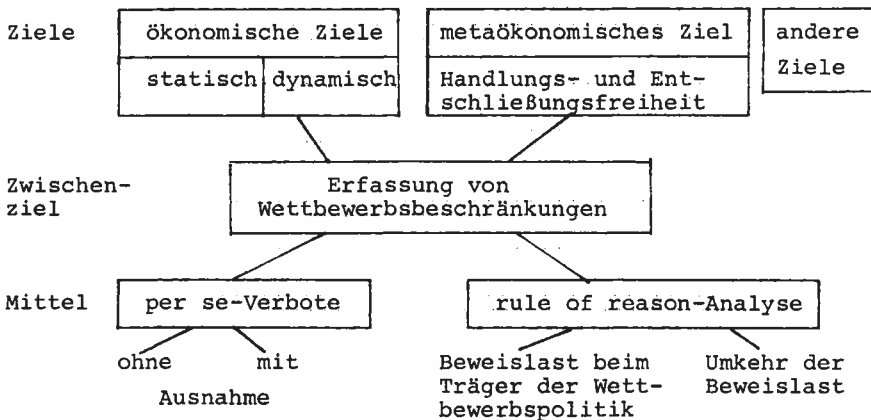 Ziele
ökonomische Ziele
metaökonomisches Ziel
andere
Ziele
statisch
dynamisch
Handlungs- und Ent-
schließungsfreiheit
Zwischen-
ziel
Erfassung von
Wettbewerbsbeschränkungen
Mittel
per se-Verbote
rule of reason-Analyse
ohne
mit
Ausnahme
Beweislast beim
Träger der Wett-
bewerbspolitik
Umkehr der
Beweislast